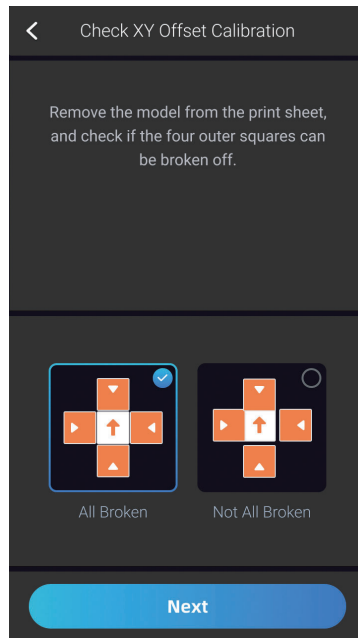 Check XY Offset Calibration
Remove the model from the print sheet,
and check if the four outer squares can
be broken off.
All Broken
Not All Broken
Next